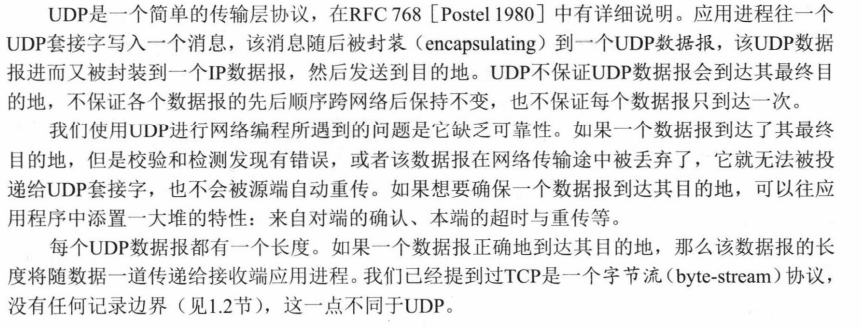 UDP是一个简单的传输层协议，在RFC 768［Postel 1980］中有详细说明。应用进程往一个
UDP套接字写入一个消息，该消息随后被封装（encapsulating）到一个UDP数据报，该UDP数据
报进而又被封装到一个IP数据报，然后发送到目的地。UDP不保证UDP数据报会到达其最终目
的地，不保证各个数据报的先后顺序跨网络后保持不变，也不保证每个数据报只到达一次。
我们使用UDP进行网络编程所遇到的问题是它缺乏可靠性。如果一个数据报到达了其最终
目的地，但是校验和检测发现有错误，或者该数据报在网络传输途中被丢弃了，它就无法被投
递给UDP套接字，也不会被源端自动重传。如果想要确保一个数据报到达其目的地，可以往应
用程序中添置一大堆的特性：来自对端的确认、本端的超时与重传等。
每个UDP数据报都有一个长度。如果一个数据报正确地到达其目的地，那么该数据报的长
度将随数据一道传递给接收端应用进程。我们已经提到过TCP是一个字节流（byte-stream）协议，
没有任何记录边界（见1.2节），这一点不同于UDP。